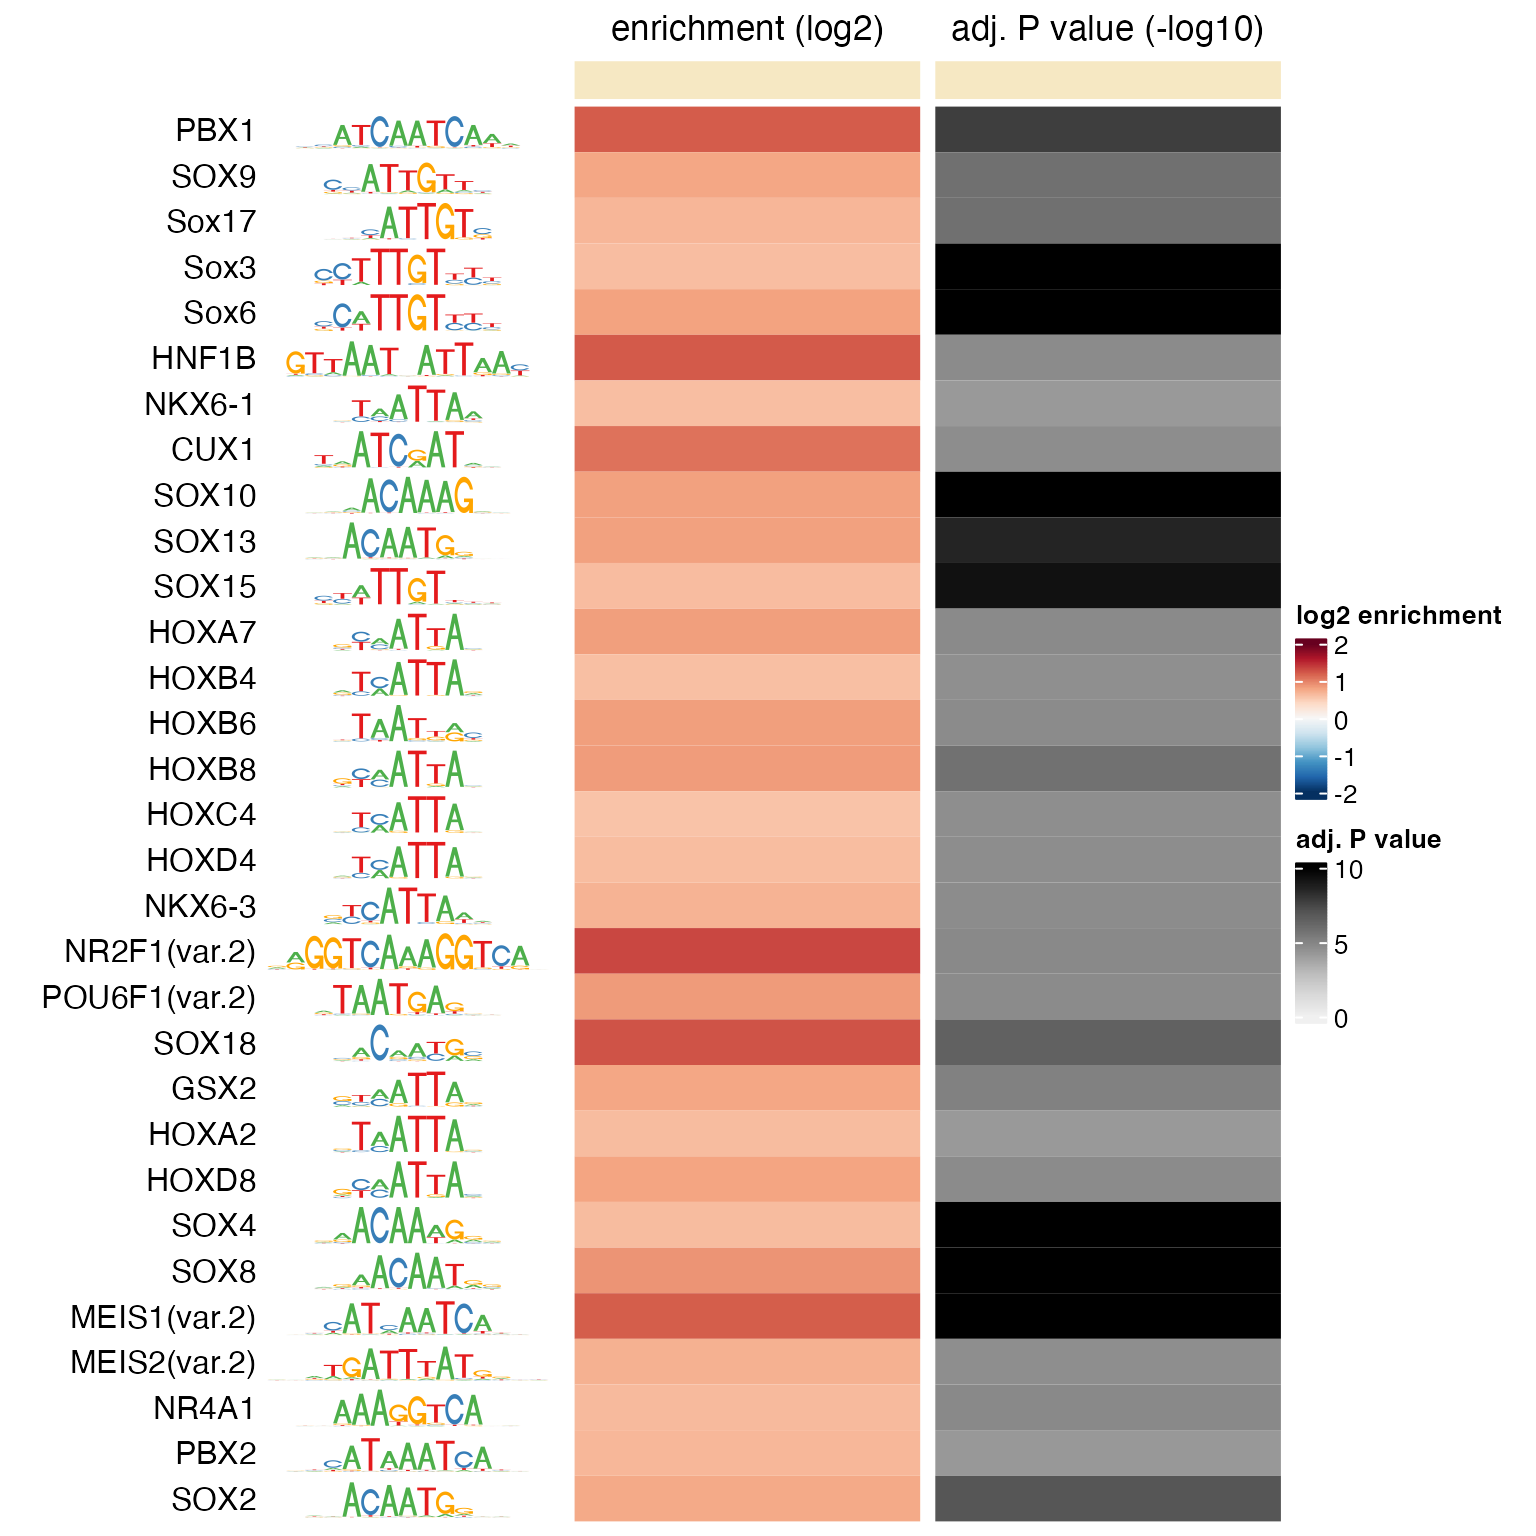 enrichment (log2) adj. P value (-log10)
PBX1
SOX9
Sox17
Sox3
Sox6
HNF1B
NKX6-1
CUX1
SOX10
SOX13
SOX15
HOXA7
HOXB4
HOXB6
HOXB8
HOXC4
HOXD4
NKX6-3
NR2F1(var.2)
POU6F1(var.2)
SOX18
GSX2
HOXA2
HOXD8
SOX4
SOX8
MEIS1(var.2)
MEIS2(var.2)
NR4A1
PBX2
SOX2
log2 enrichment
2
1
0
-1
-2
adj. P value
10
5
0